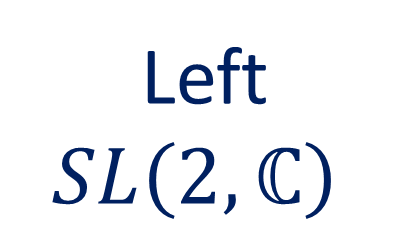 Left
SL(2, ℂ)